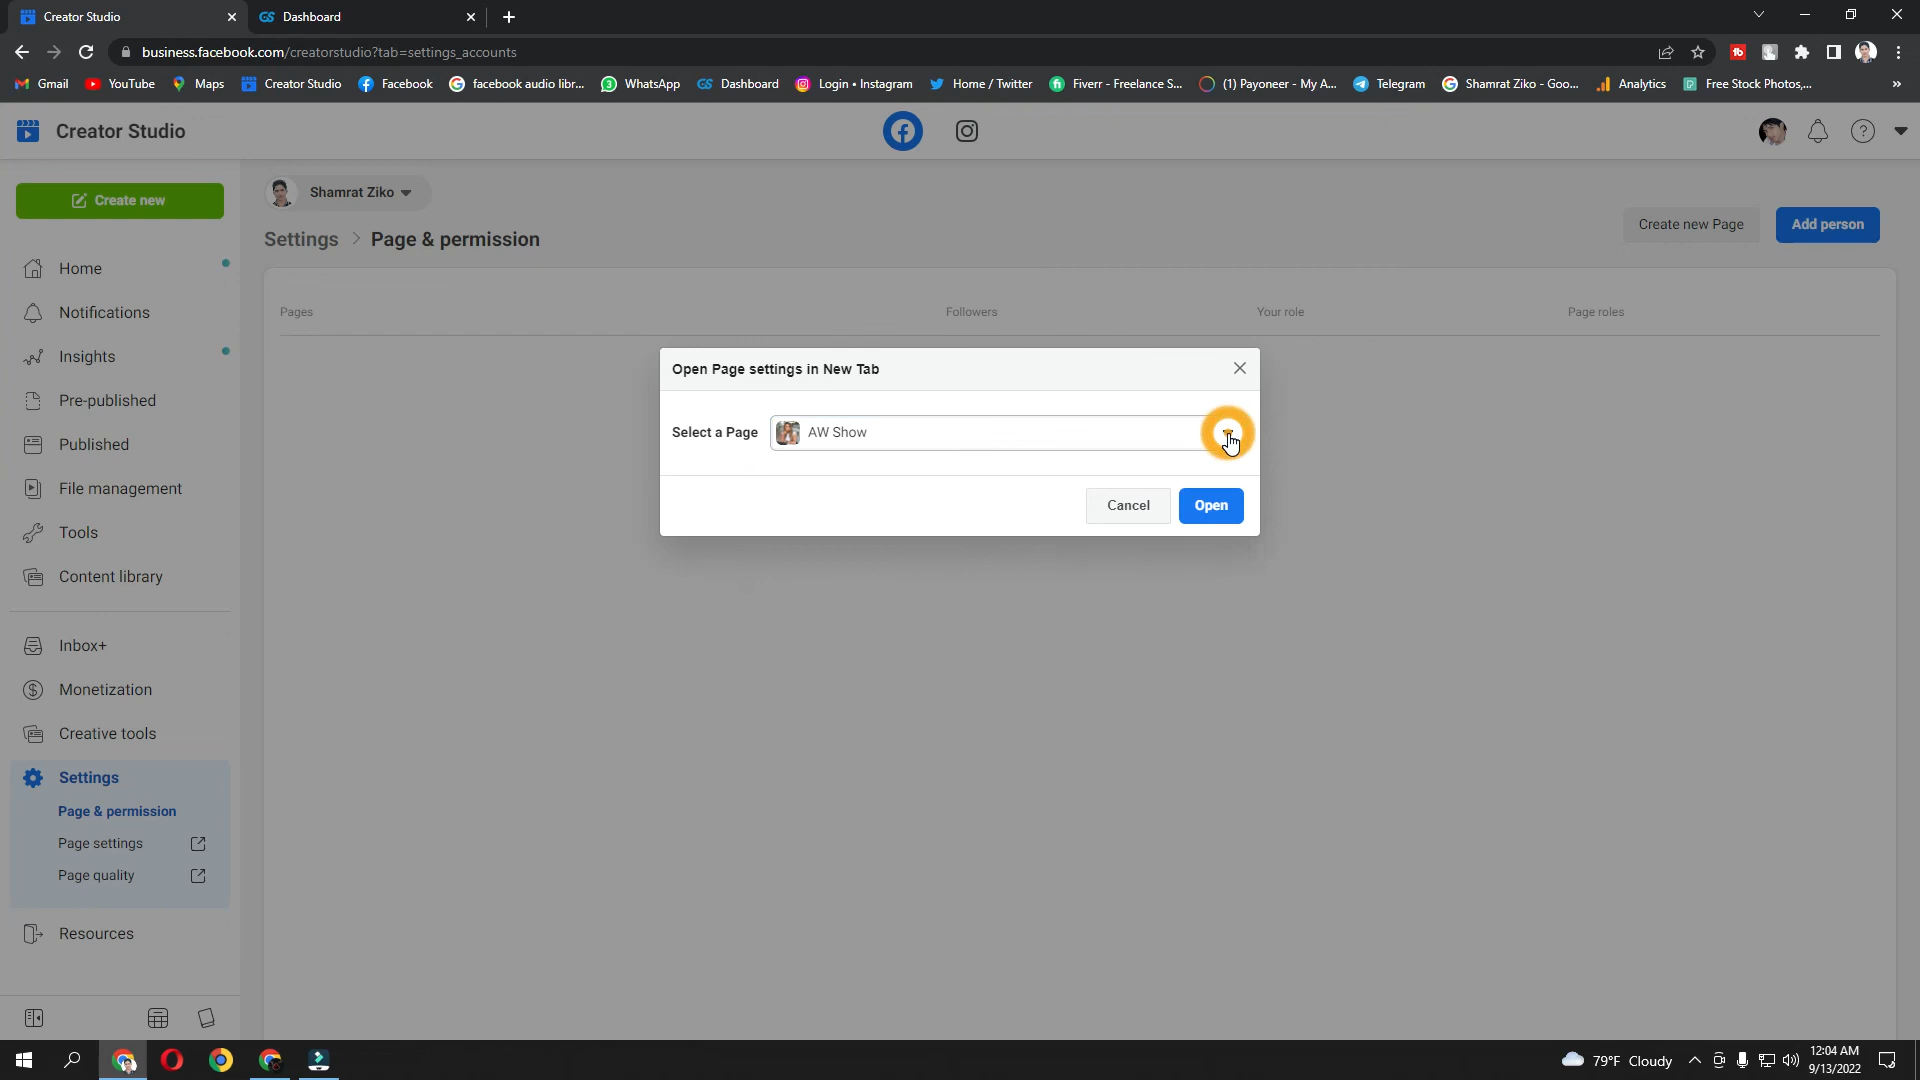 Creator Studio
Dashboard
business.facebook.com/creatorstudio?tab=settings_accounts
Gmail
YouTube
Maps
Creator Studio
Facebook
facebook audio libr...
WhatsApp
Dashboard
Login • Instagram
Home / Twitter
Fiverr - Freelance S...
(1) Payoneer - My A...
Telegram
Shamrat Ziko - Goo...
Analytics
Free Stock Photos,...
Creator Studio
Create new
Home
Notifications
Insights
Pre-published
Published
File management
Tools
Content library
Inbox+
Monetization
Creative tools
Settings
Page & permission
Page settings
Page quality
Resources
Shamrat Ziko
Settings > Page & permission
Create new Page
Add person
Pages
Followers
Your role
Page roles
Open Page settings in New Tab
Select a Page
AW Show
Cancel
Open
79°F Cloudy
12:04 AM
9/13/2022